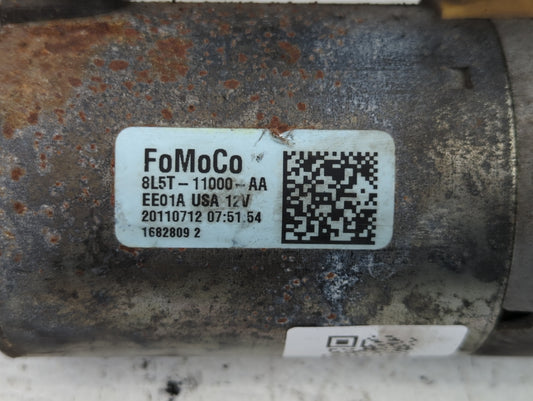 FoMoCo
8L5T-11000-AA
EE01A USA 12V
20110712 07:51.54
1682809 2